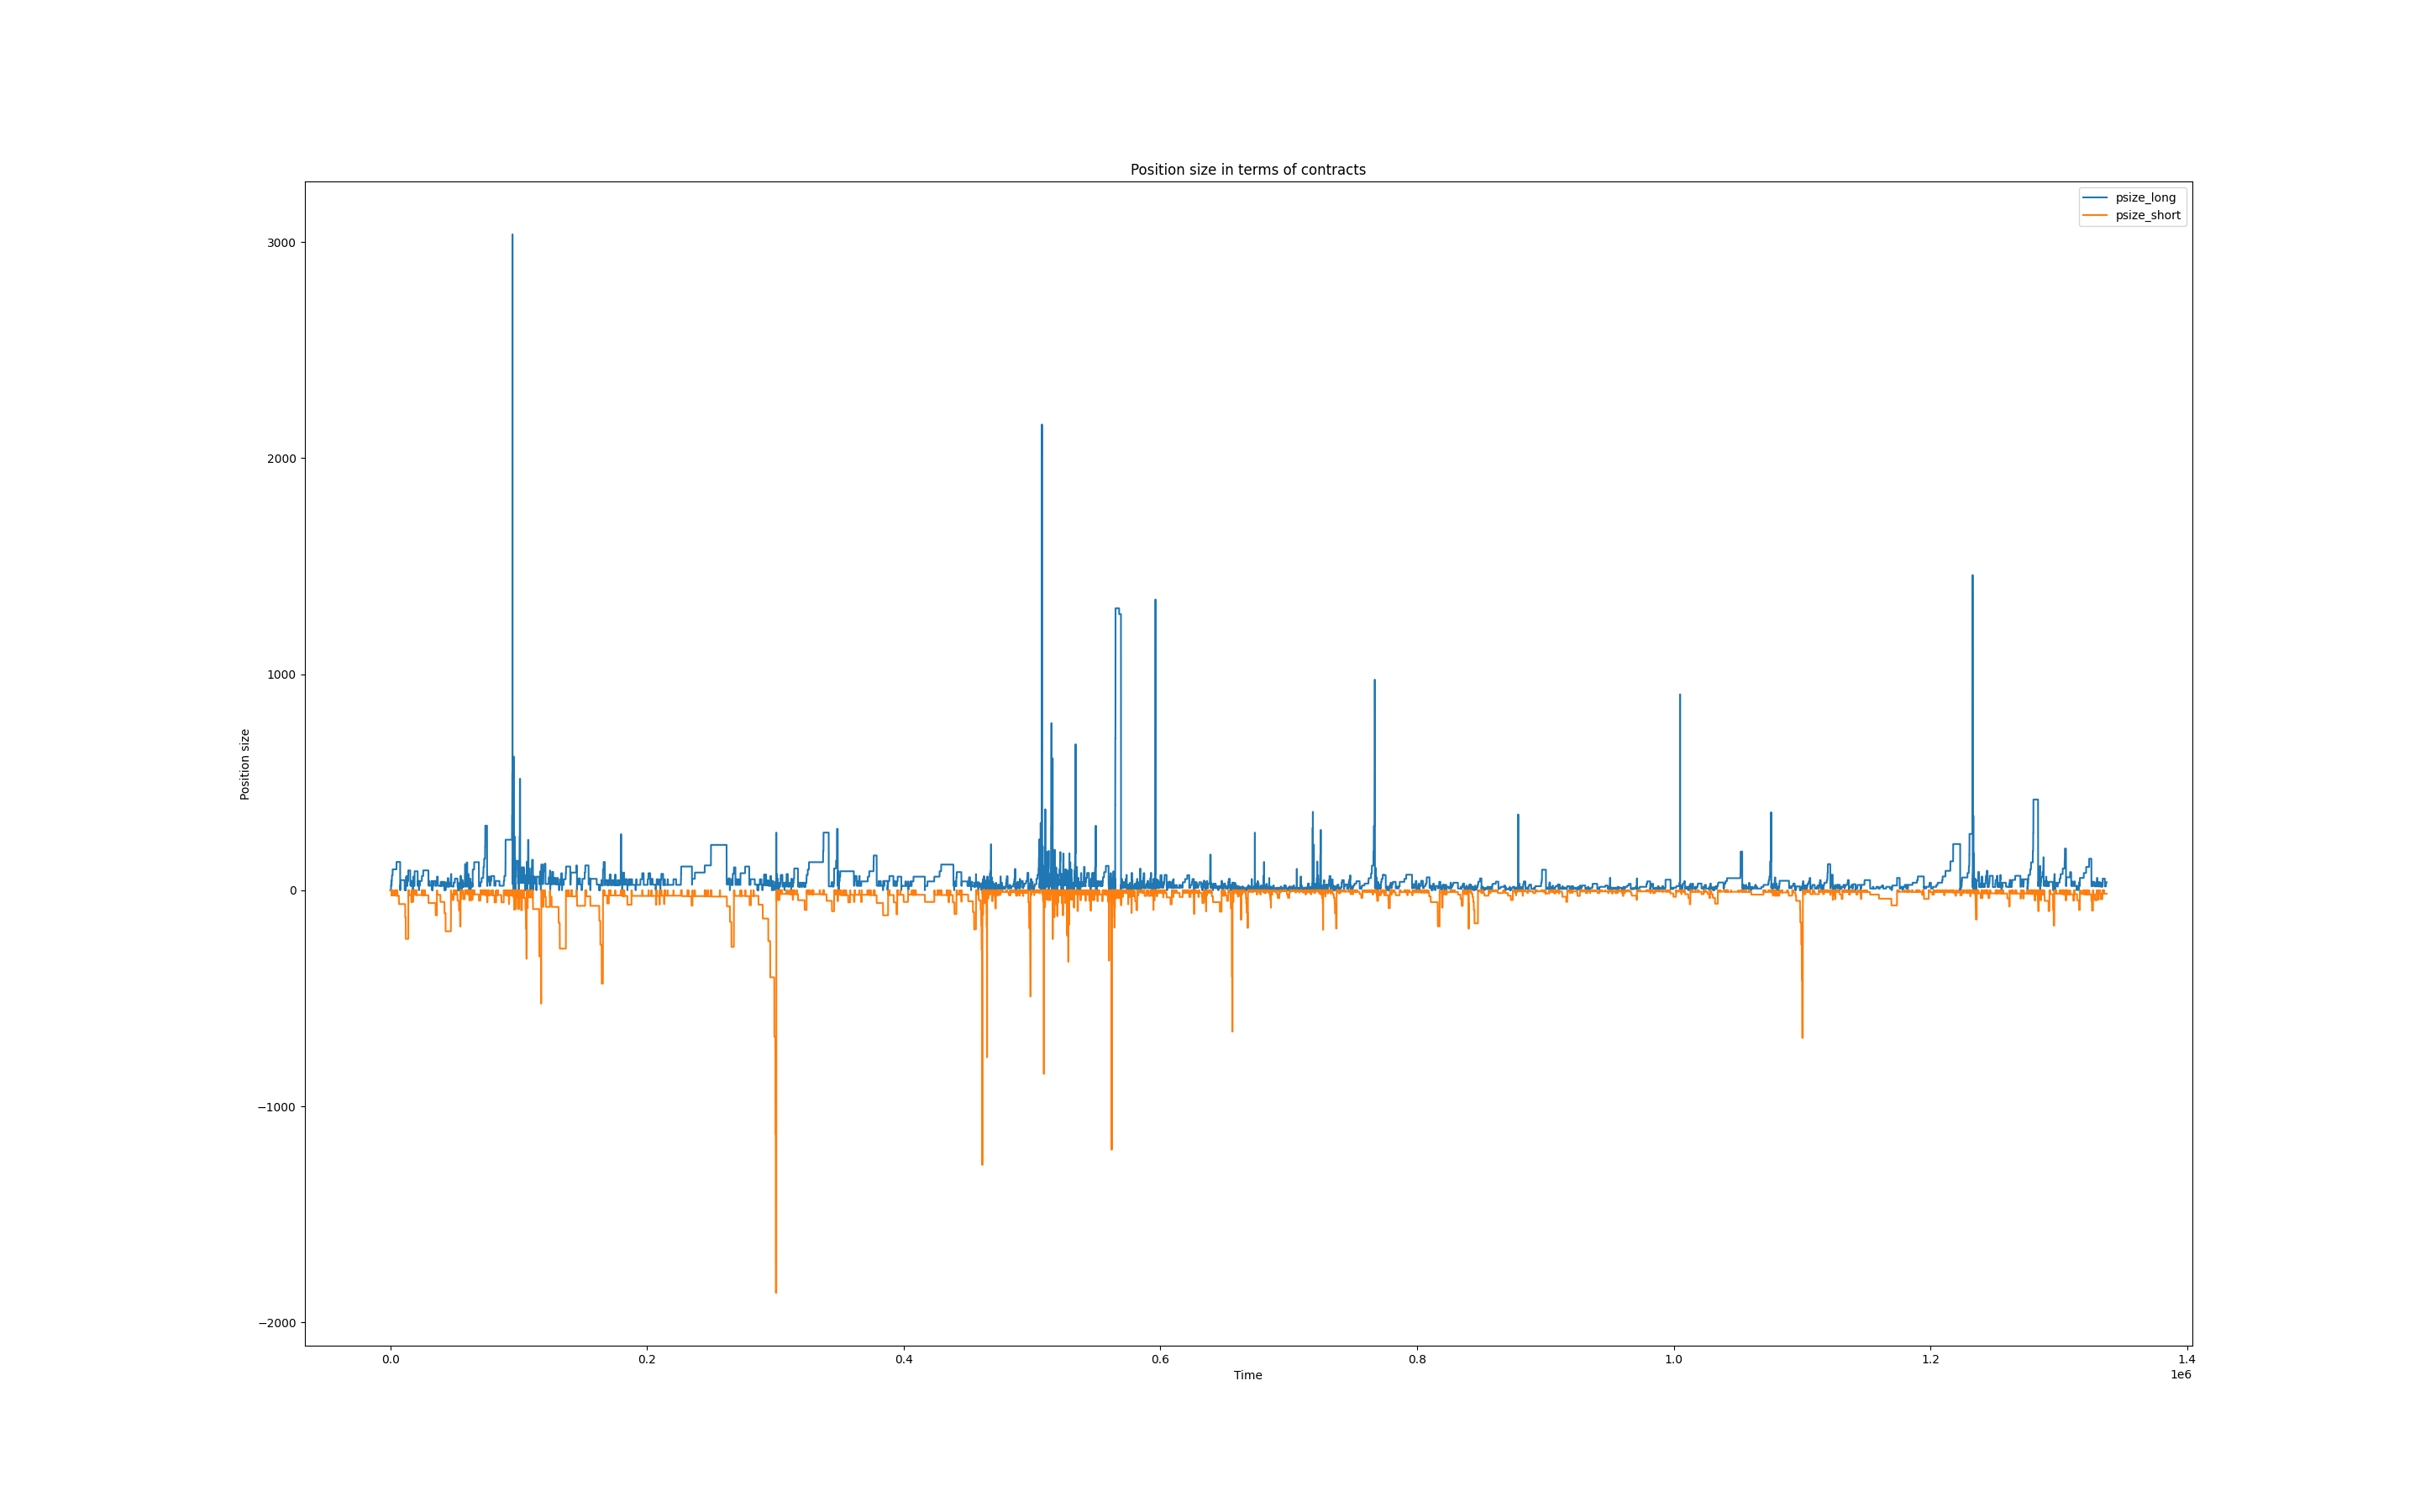 Position size in terms of contracts
psize_long
psize_short
3000
2000
1000
0
−1000
−2000
Position size
0.0 0.2 0.4 0.6 0.8 1.0 1.2 1.4
Time
1e6